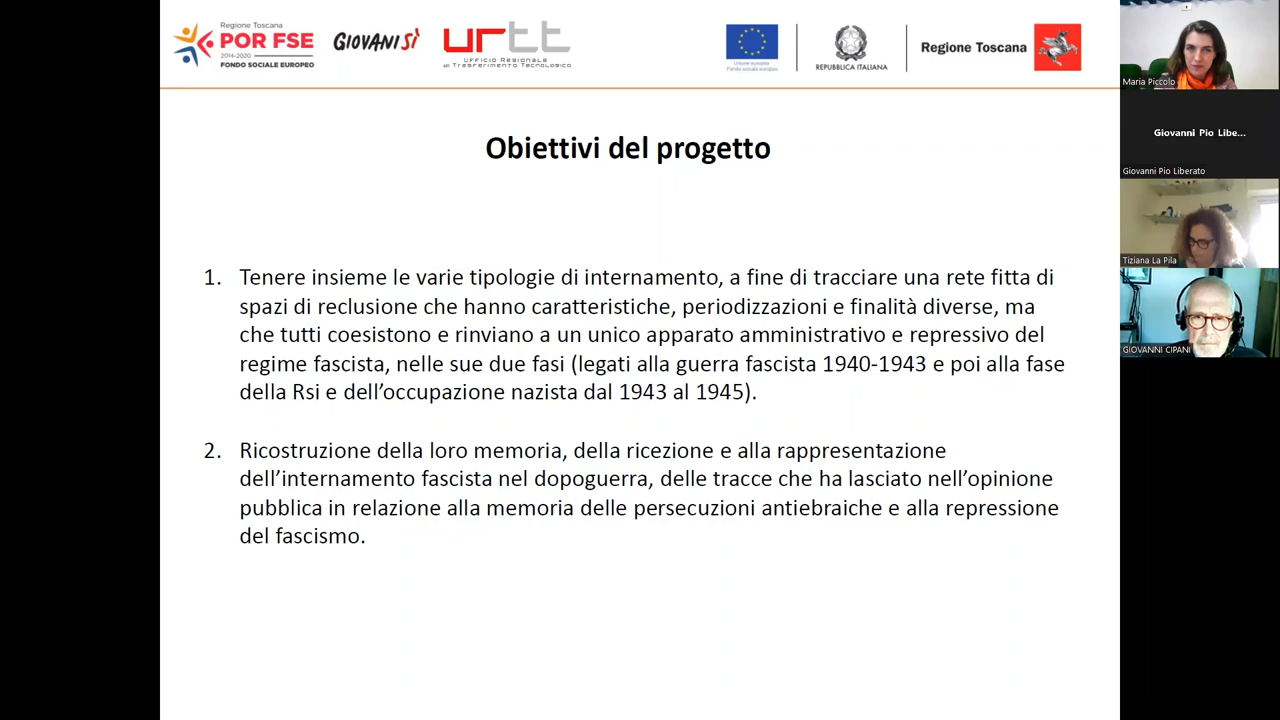 Regione Toscana
POR FSE
2014-2020
FONDO SOCIALE EUROPEO
GIOVANISÌ
urtt
Ufficio Regionale
di Trasferimento Tecnologico
Unione europea
Fondo sociale europeo
REPUBBLICA ITALIANA
Regione Toscana
Obiettivi del progetto
1. Tenere insieme le varie tipologie di internamento, a fine di tracciare una rete fitta di
spazi di reclusione che hanno caratteristiche, periodizzazioni e finalità diverse, ma
che tutti coesistono e rinviano a un unico apparato amministrativo e repressivo del
regime fascista, nelle sue due fasi (legati alla guerra fascista 1940-1943 e poi alla fase
della Rsi e dell’occupazione nazista dal 1943 al 1945).
2. Ricostruzione della loro memoria, della ricezione e alla rappresentazione
dell’internamento fascista nel dopoguerra, delle tracce che ha lasciato nell’opinione
pubblica in relazione alla memoria delle persecuzioni antiebraiche e alla repressione
del fascismo.
Maria Piccolo
Giovanni Pio Libe...
Giovanni Pio Liberato
Tiziana La Pila
GIOVANNI CIPANI